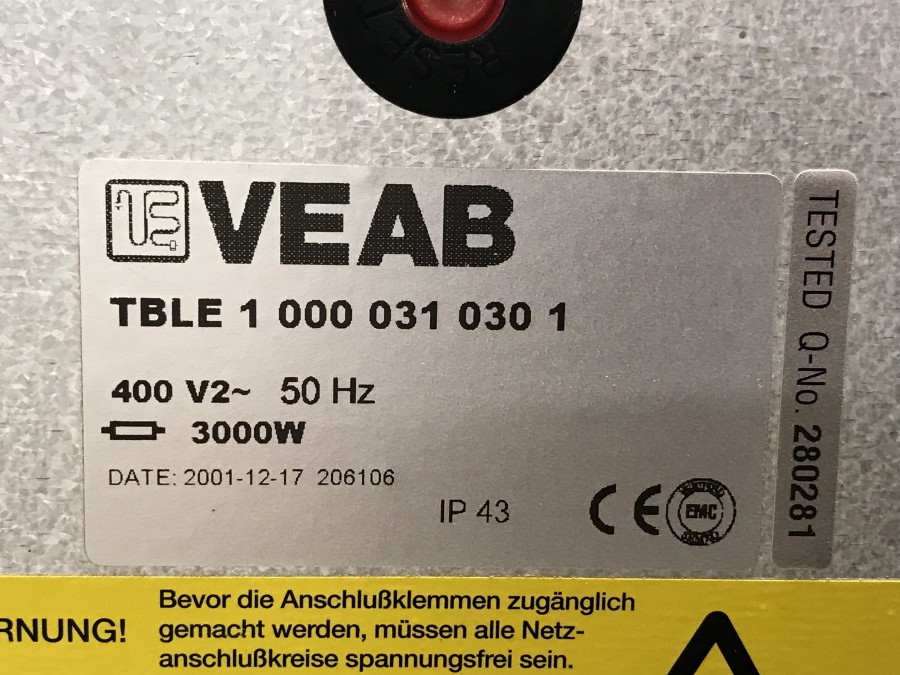 RESET
VEAB
TBLE 1 000 031 030 1
400 V2~ 50 Hz
3000W
DATE: 2001-12-17 206106
IP 43
CE
EMC
TESTED Q-No. 280281
RNUNG!
Bevor die Anschlußklemmen zugänglich
gemacht werden, müssen alle Netz-
anschlußkreise spannungsfrei sein.